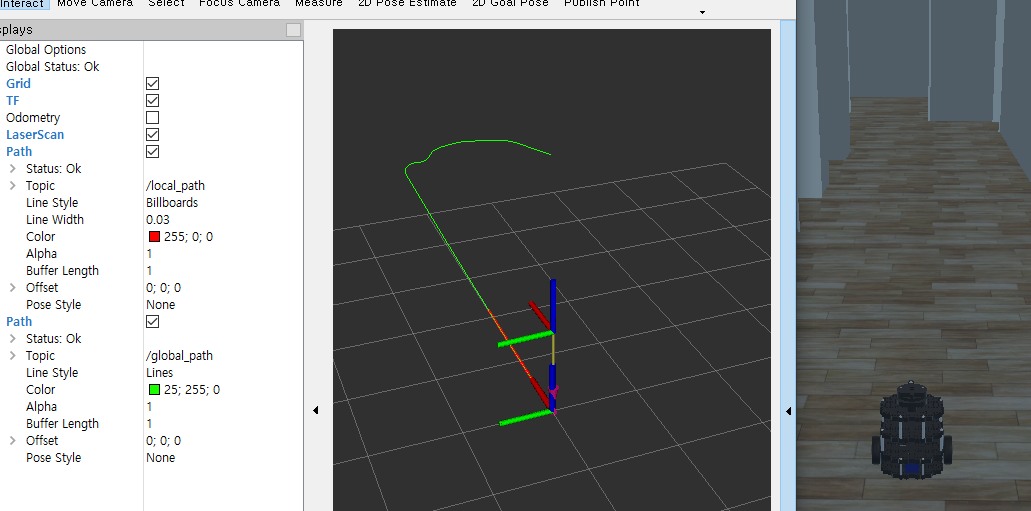 Interact Move Camera Select Focus Camera Measure 2D Pose Estimate 2D Goal Pose Publish Point
splays
Global Options
Global Status: Ok
Grid
TF
Odometry
LaserScan
Path
Status: Ok
Topic /local_path
Line Style Billboards
Line Width 0.03
Color 255; 0; 0
Alpha 1
Buffer Length 1
Offset 0; 0; 0
Pose Style None
Path
Status: Ok
Topic /global_path
Line Style Lines
Color 25; 255; 0
Alpha 1
Buffer Length 1
Offset 0; 0; 0
Pose Style None